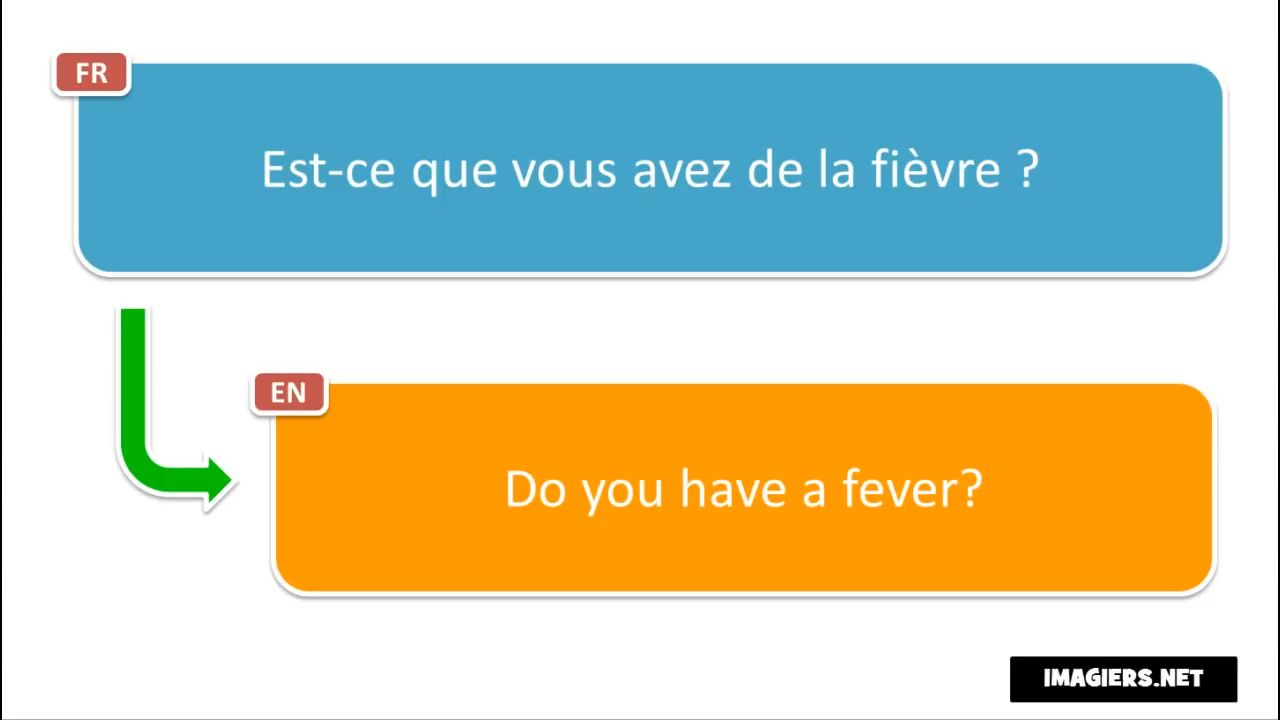 FR
Est-ce que vous avez de la fièvre ?
EN
Do you have a fever?
IMAGIERS.NET